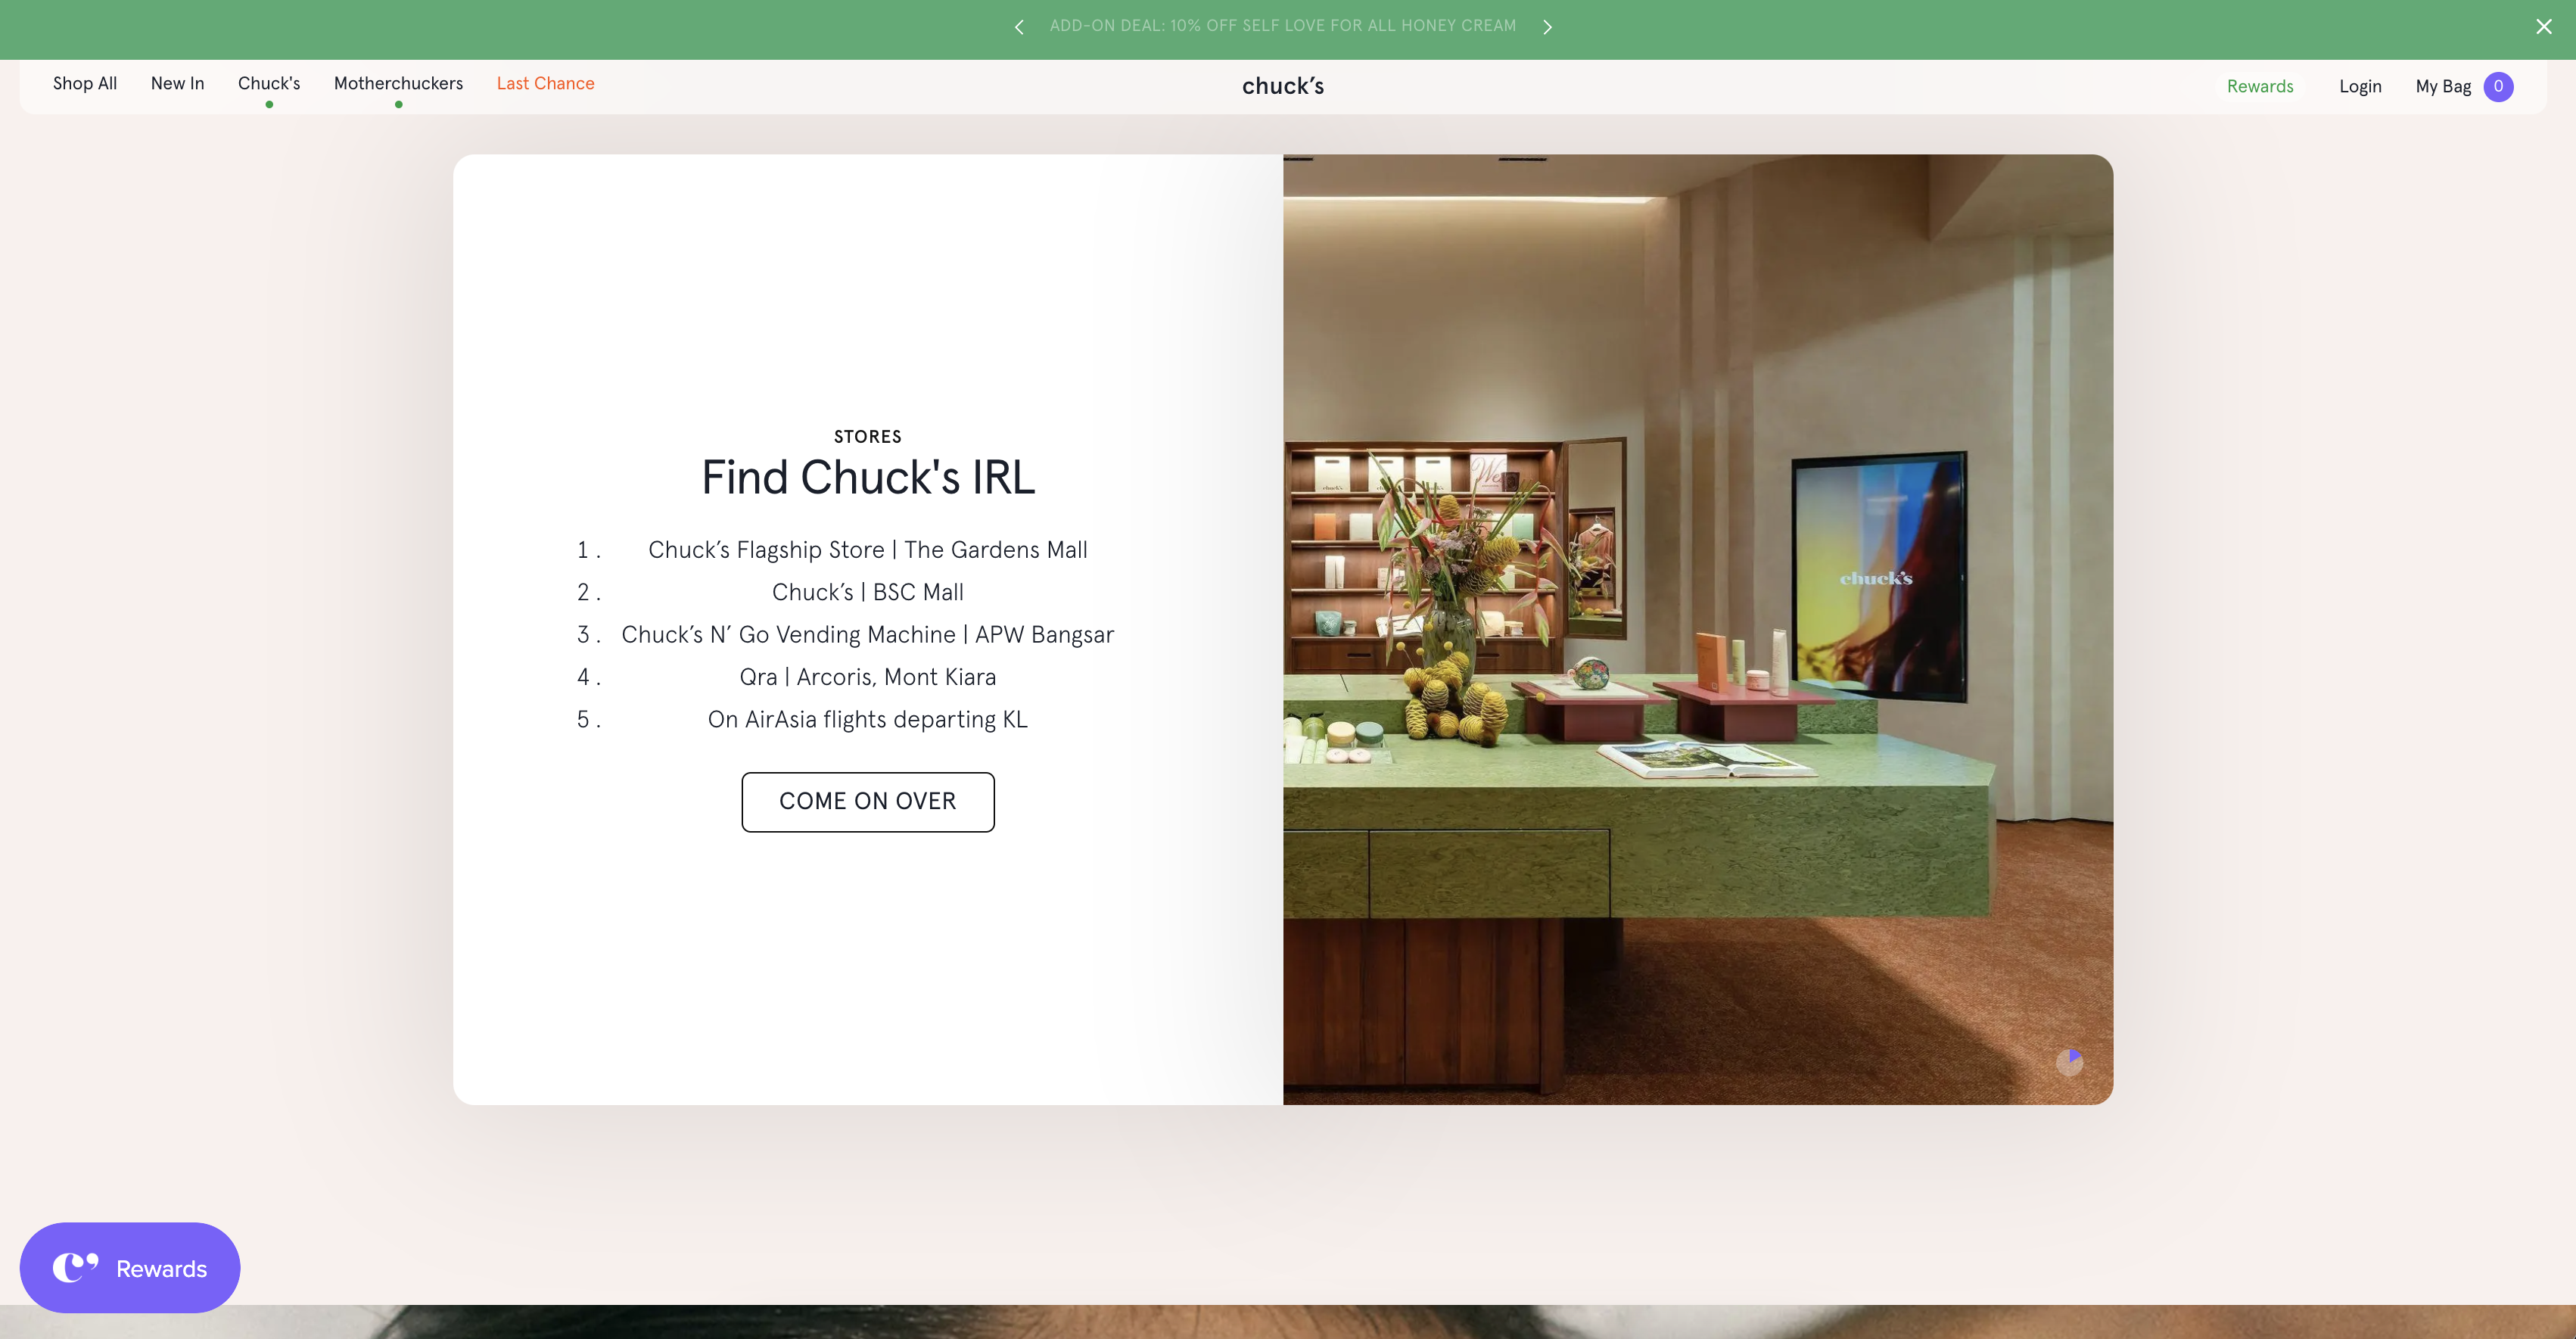 ADD-ON DEAL: 10% OFF SELF LOVE FOR ALL HONEY CREAM
Shop All New In Chuck's Motherchuckers Last Chance chuck’s Rewards Login My Bag 0
STORES
Find Chuck's IRL
1 . Chuck’s Flagship Store | The Gardens Mall
2 . Chuck’s | BSC Mall
3 . Chuck’s N’ Go Vending Machine | APW Bangsar
4 . Qra | Arcoris, Mont Kiara
5 . On AirAsia flights departing KL
COME ON OVER
chuck's
c’ Rewards